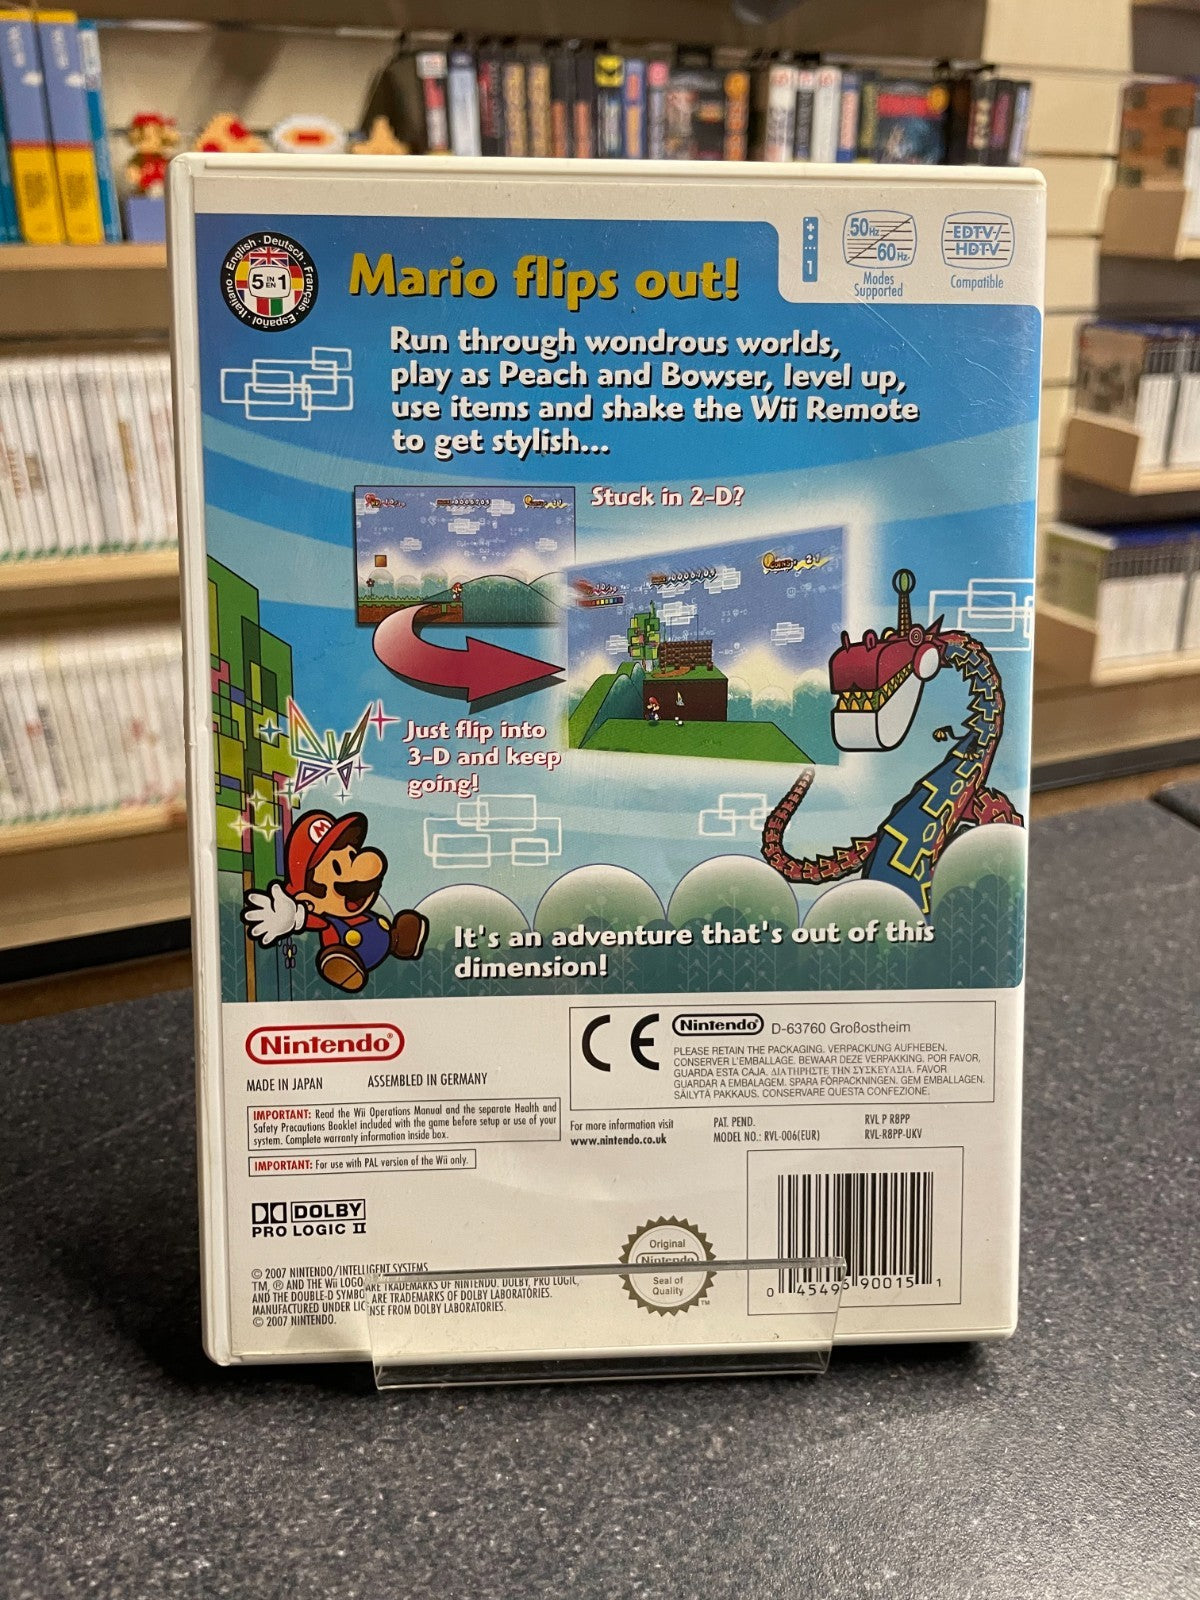 English · Deutsch · Français · Español · Italiano
5 IN EN 1
Mario flips out!
1
50Hz
60Hz
Modes
Supported
EDTV/
HDTV
Compatible
Run through wondrous worlds,
play as Peach and Bowser, level up,
use items and shake the Wii Remote
to get stylish...
Stuck in 2-D?
Just flip into
3-D and keep
going!
M
It's an adventure that's out of this
dimension!
Nintendo®
MADE IN JAPAN ASSEMBLED IN GERMANY
IMPORTANT: Read the Wii Operations Manual and the separate Health and
Safety Precautions Booklet included with the game before setup or use of your
system. Complete warranty information inside box.
IMPORTANT: For use with PAL version of the Wii only.
CE
Nintendo® D-63760 Großostheim
PLEASE RETAIN THE PACKAGING. VERPACKUNG AUFHEBEN.
CONSERVER L'EMBALLAGE. BEWAAR DEZE VERPAKKING. POR FAVOR,
GUARDA ESTA CAJA. ΔΙΑΤΗΡΗΣΤΕ ΤΗΝ ΣΥΣΚΕΥΑΣΙΑ. FAVOR
GUARDAR A EMBALAGEM. SPARA FÖRPACKNINGEN. GEM EMBALLAGEN.
SÄILYTÄ PAKKAUS. CONSERVARE QUESTA CONFEZIONE.
For more information visit
www.nintendo.co.uk
PAT. PEND.
MODEL NO.: RVL-006(EUR)
RVL P R8PP
RVL-R8PP-UKV
DOLBY
PRO LOGIC II
© 2007 NINTENDO/INTELLIGENT SYSTEMS
TM, ® AND THE Wii LOGO ARE TRADEMARKS OF NINTENDO. DOLBY, PRO LOGIC,
AND THE DOUBLE-D SYMBOL ARE TRADEMARKS OF DOLBY LABORATORIES.
MANUFACTURED UNDER LICENSE FROM DOLBY LABORATORIES.
© 2007 NINTENDO.
Original
Nintendo
Seal of
Quality
TM
0 45496 90015 1